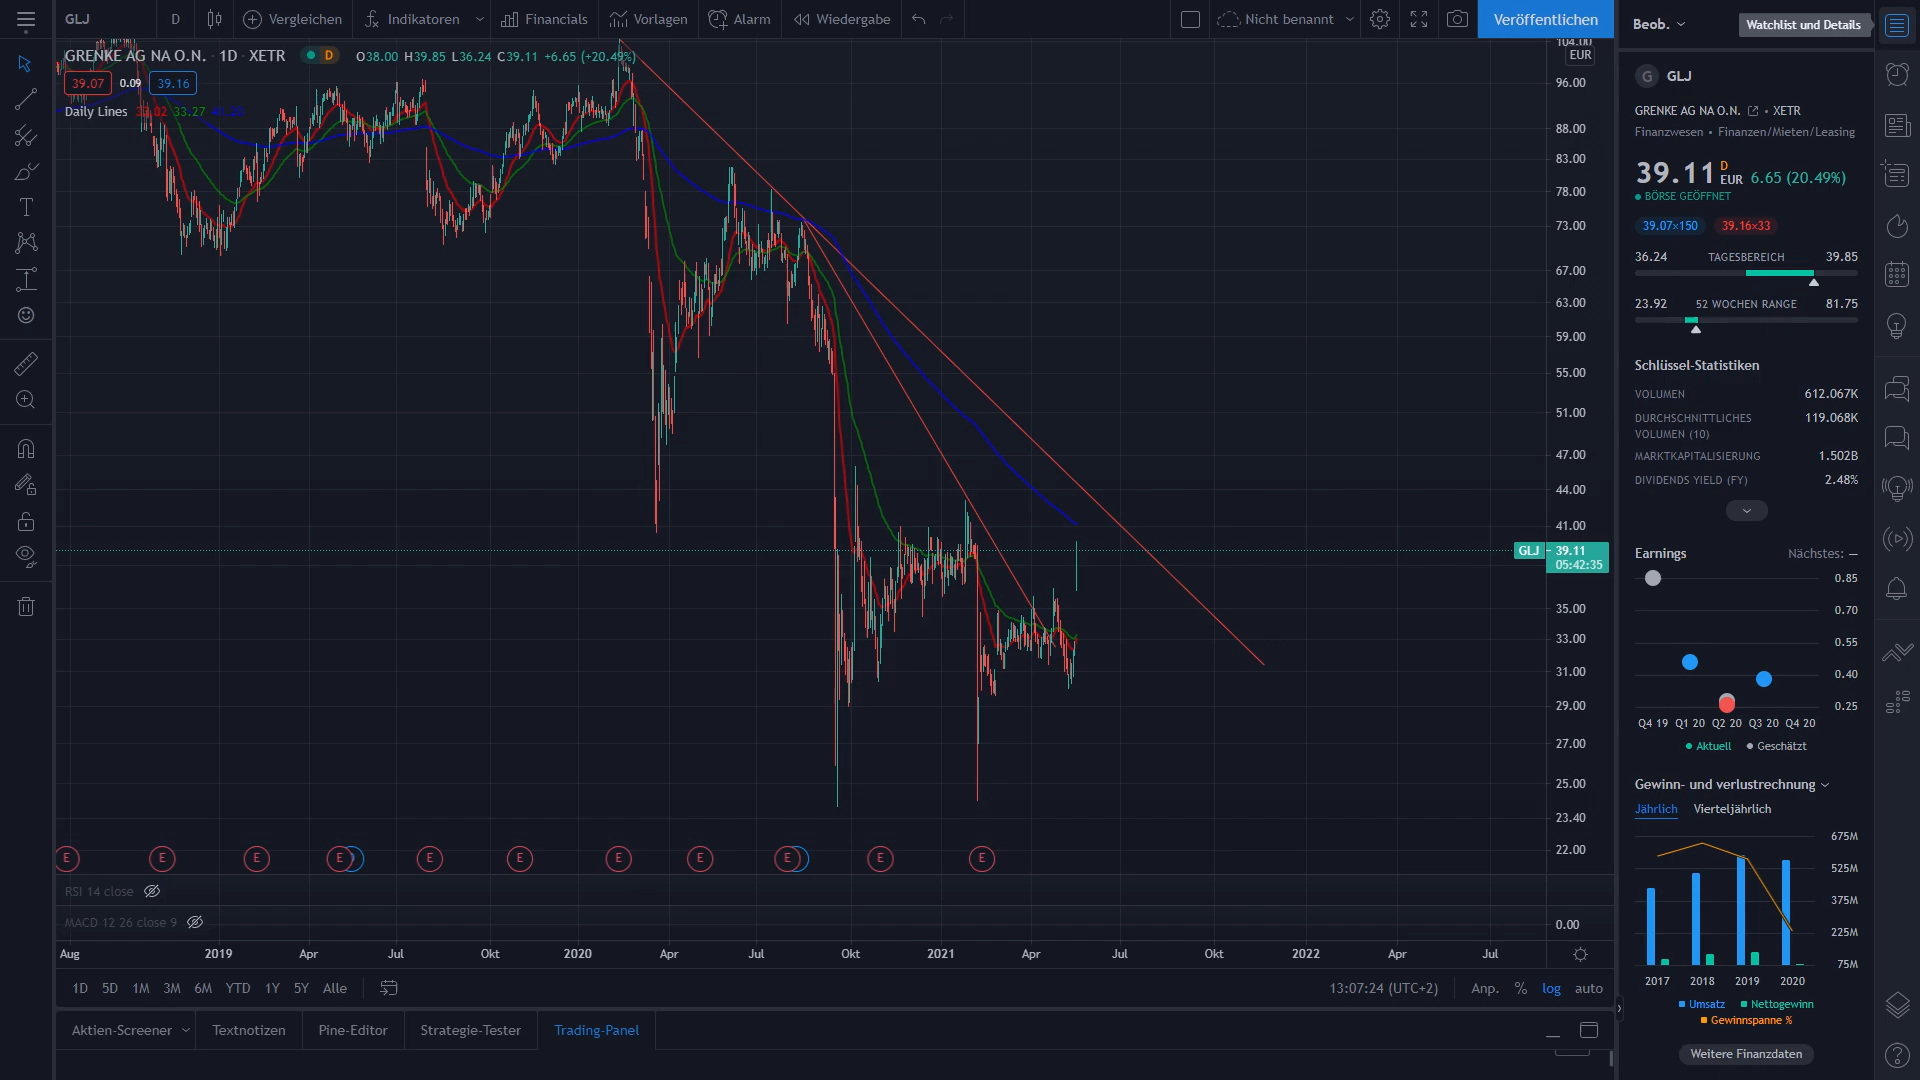 GLJ
D
Vergleichen
Indikatoren
Financials
Vorlagen
Alarm
Wiedergabe
Nicht benannt
Veröffentlichen
Beob.
Watchlist und Details
GRENKE AG NA O.N. · 1D · XETR
D
O38.00 H39.85 L36.24 C39.11 +6.65 (+20.49%)
39.07 0.09 39.16
Daily Lines 33.27
104.00
EUR
96.00
88.00
83.00
78.00
73.00
67.00
63.00
59.00
55.00
51.00
47.00
44.00
41.00
GLJ 39.11
05:42:35
35.00
33.00
31.00
29.00
27.00
25.00
23.40
22.00
E E E E E E E E E E E
RSI 14 close
MACD 12 26 close 9
0.00
Aug 2019 Apr Jul Okt 2020 Apr Jul Okt 2021 Apr Jul Okt 2022 Apr Jul
1D 5D 1M 3M 6M YTD 1Y 5Y Alle
13:07:24 (UTC+2) Anp. % log auto
Aktien-Screener Textnotizen Pine-Editor Strategie-Tester Trading-Panel
G GLJ
GRENKE AG NA O.N. • XETR
Finanzwesen • Finanzen/Mieten/Leasing
39.11 D EUR 6.65 (20.49%)
BÖRSE GEÖFFNET
39.07×150 39.16×33
36.24 TAGESBEREICH 39.85
23.92 52 WOCHEN RANGE 81.75
Schlüssel-Statistiken
VOLUMEN 612.067K
DURCHSCHNITTLICHES 119.068K
VOLUMEN (10)
MARKTKAPITALISIERUNG 1.502B
DIVIDENDS YIELD (FY) 2.48%
Earnings Nächstes: —
0.85
0.70
0.55
0.40
0.25
Q4 19 Q1 20 Q2 20 Q3 20 Q4 20
Aktuell Geschätzt
Gewinn- und verlustrechnung
Jährlich Vierteljährlich
675M
525M
375M
225M
75M
2017 2018 2019 2020
Umsatz Nettogewinn
Gewinnspanne %
Weitere Finanzdaten